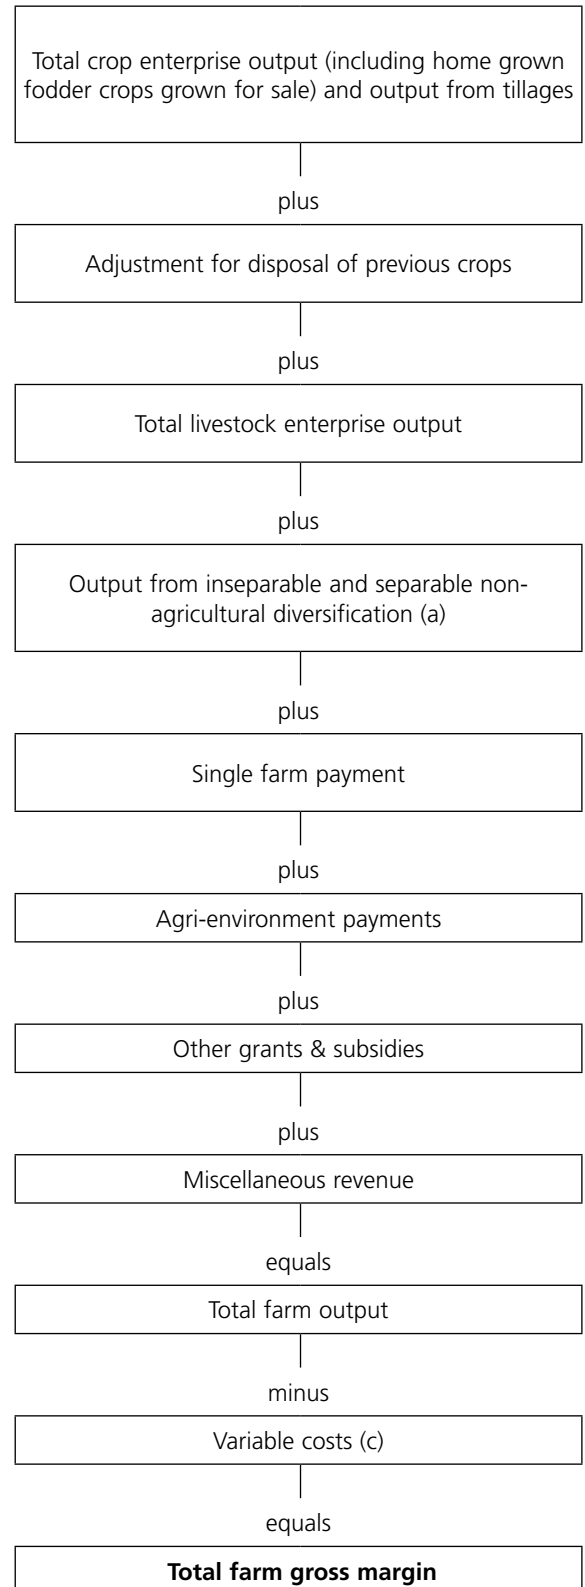 Total crop enterprise output (including home grown
fodder crops grown for sale) and output from tillages
plus
Adjustment for disposal of previous crops
plus
Total livestock enterprise output
plus
Output from inseparable and separable non-
agricultural diversification (a)
plus
Single farm payment
plus
Agri-environment payments
plus
Other grants & subsidies
plus
Miscellaneous revenue
equals
Total farm output
minus
Variable costs (c)
equals
Total farm gross margin